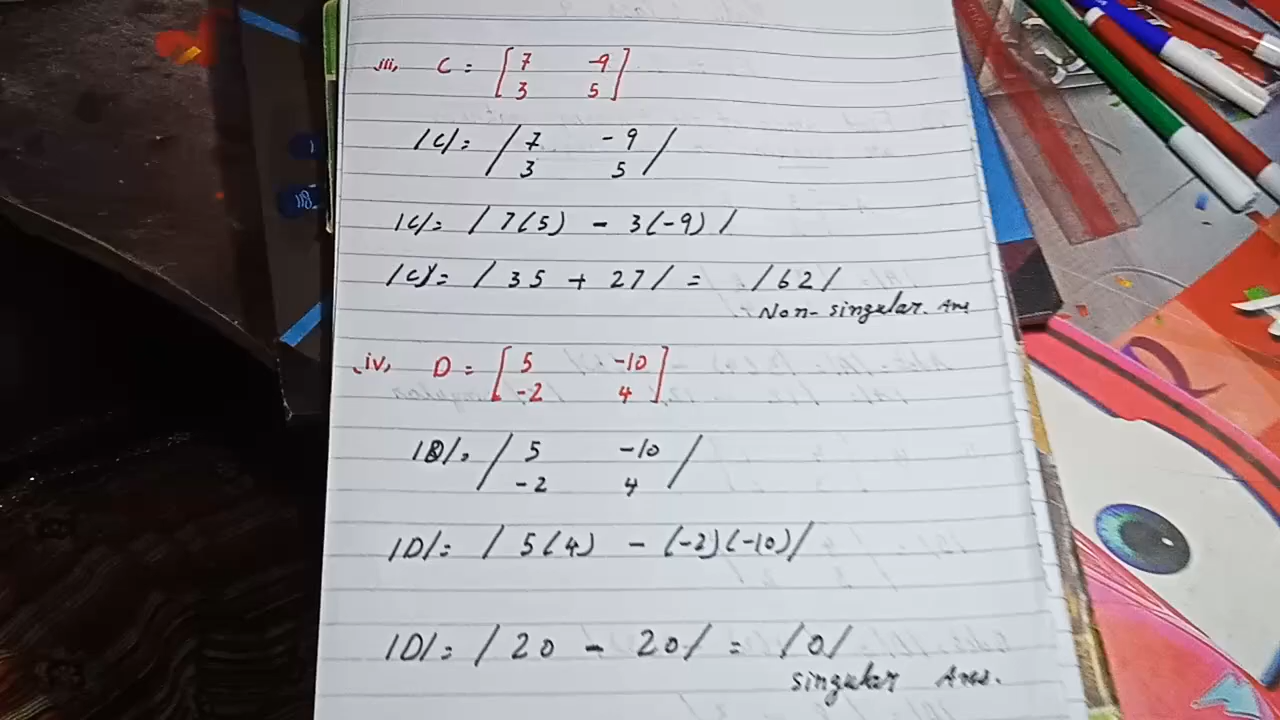 iii, C = [ 7 -9
3 5 ]
/C/= / 7 -9
3 5 /
/C/= / 7(5) - 3(-9) /
/C/= / 35 + 27/ = /62/
Non-singular. Ans
iv, D = [ 5 -10
-2 4 ]
/D/= / 5 -10
-2 4 /
/D/= / 5(4) - (-2)(-10)/
/D/= / 20 - 20/ = /0/
singular Ans.